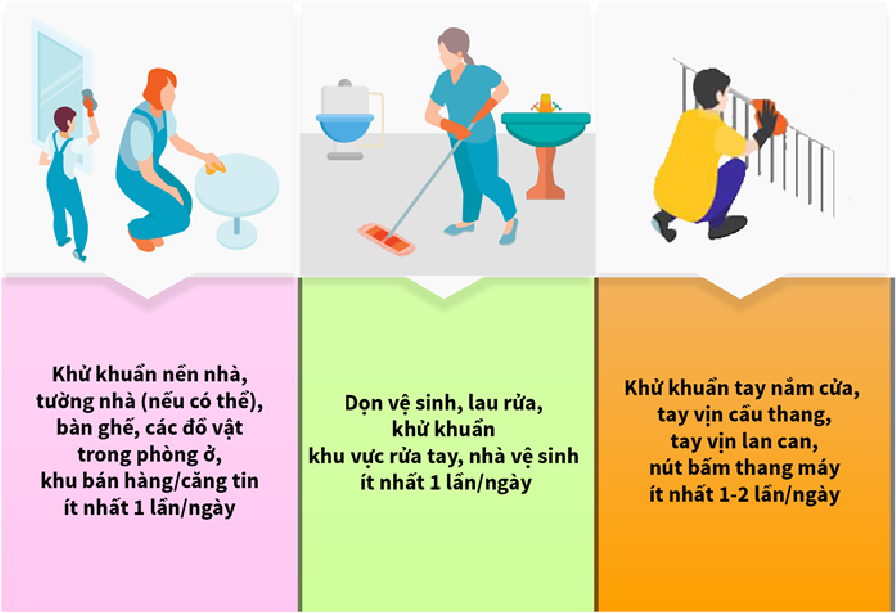 Khử khuẩn nền nhà,
tường nhà (nếu có thể),
bàn ghế, các đồ vật
trong phòng ở,
khu bán hàng/căng tin
ít nhất 1 lần/ngày
Dọn vệ sinh, lau rửa,
khử khuẩn
khu vực rửa tay, nhà vệ sinh
ít nhất 1 lần/ngày
Khử khuẩn tay nắm cửa,
tay vịn cầu thang,
tay vịn lan can,
nút bấm thang máy
ít nhất 1-2 lần/ngày